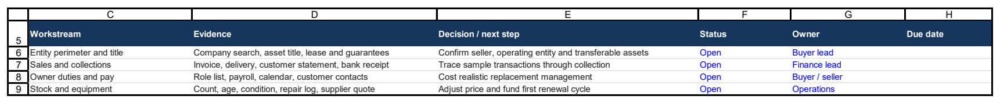 C D E F G H
5 Workstream Evidence Decision / next step Status Owner Due date
6 Entity perimeter and title Company search, asset title, lease and guarantees Confirm seller, operating entity and transferable assets Open Buyer lead
7 Sales and collections Invoice, delivery, customer statement, bank receipt Trace sample transactions through collection Open Finance lead
8 Owner duties and pay Role list, payroll, calendar, customer contacts Cost realistic replacement management Open Buyer / seller
9 Stock and equipment Count, age, condition, repair log, supplier quote Adjust price and fund first renewal cycle Open Operations